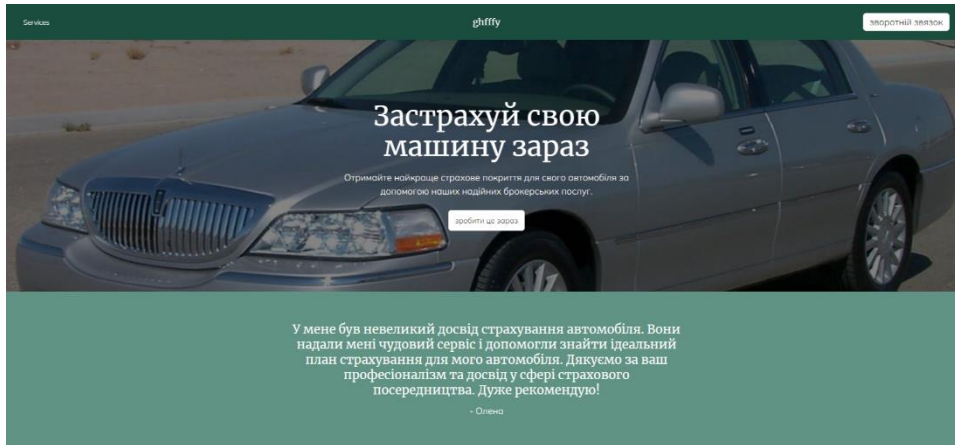 Services
ghfffy
зворотній звязок
Застрахуй свою
машину зараз
Отримайте найкраще страхове покриття для свого автомобіля за
допомогою наших надійних брокерських послуг.
зробити це зараз
У мене був невеликий досвід страхування автомобіля. Вони
надали мені чудовий сервіс і допомогли знайти ідеальний
план страхування для мого автомобіля. Дякуємо за ваш
професіоналізм та досвід у сфері страхового
посередництва. Дуже рекомендую!
- Олена